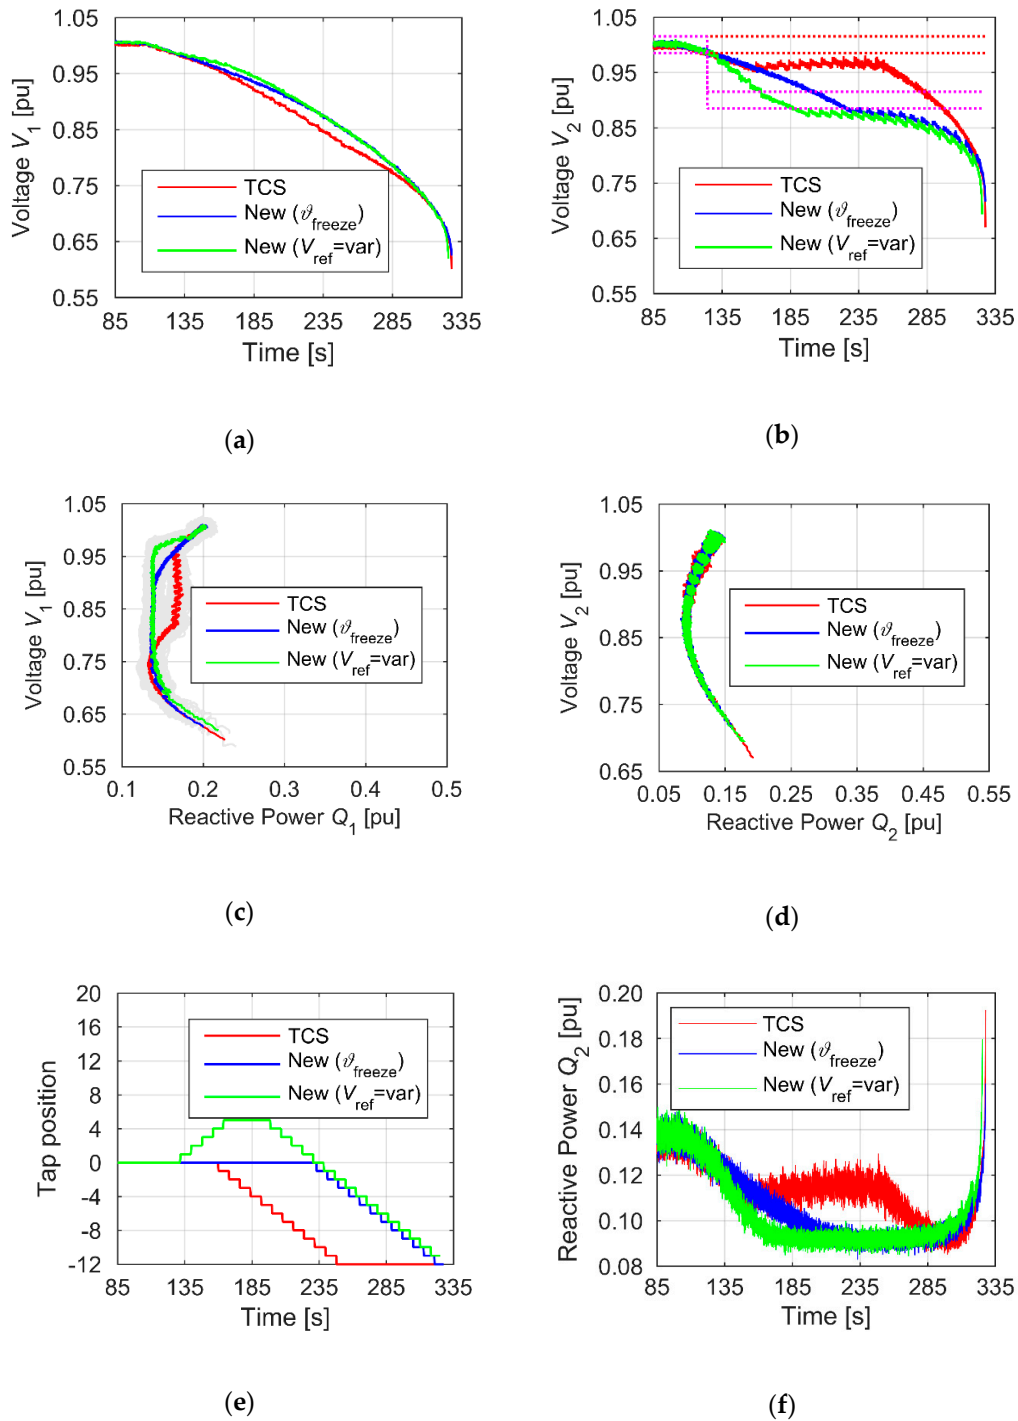 1.05
0.95
0.85
0.75
0.65
0.55
Voltage V1 [pu]
TCS
New (ϑfreeze)
New (Vref=var)
85 135 185 235 285 335
Time [s]
(a)
1.05
0.95
0.85
0.75
0.65
0.55
Voltage V2 [pu]
TCS
New (ϑfreeze)
New (Vref=var)
85 135 185 235 285 335
Time [s]
(b)
1.05
0.95
0.85
0.75
0.65
0.55
Voltage V1 [pu]
TCS
New (ϑfreeze)
New (Vref=var)
0.1 0.2 0.3 0.4 0.5
Reactive Power Q1 [pu]
(c)
1.05
0.95
0.85
0.75
0.65
Voltage V2 [pu]
TCS
New (ϑfreeze)
New (Vref=var)
0.05 0.15 0.25 0.35 0.45 0.55
Reactive Power Q2 [pu]
(d)
20
16
12
8
4
0
-4
-8
-12
Tap position
TCS
New (ϑfreeze)
New (Vref=var)
85 135 185 235 285 335
Time [s]
(e)
0.20
0.18
0.16
0.14
0.12
0.10
0.08
Reactive Power Q2 [pu]
TCS
New (ϑfreeze)
New (Vref=var)
85 135 185 235 285 335
Time [s]
(f)